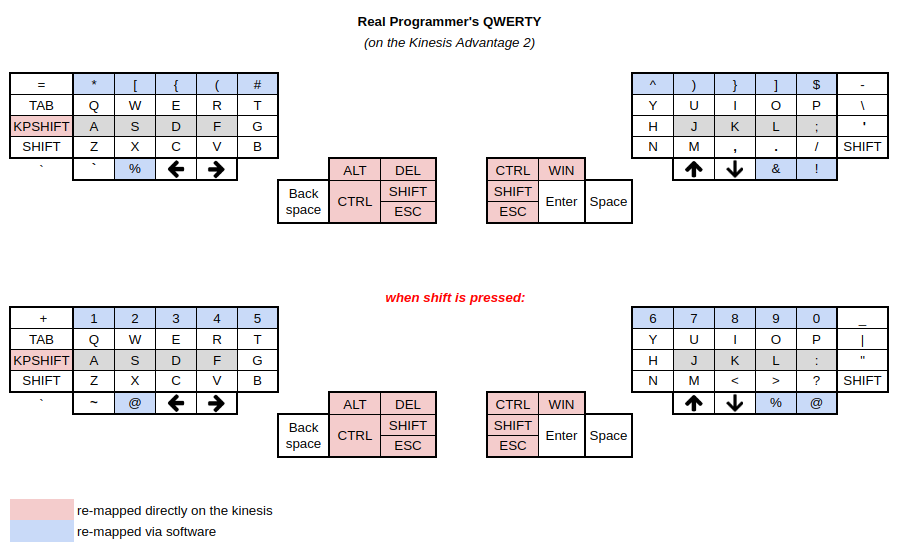 Real Programmer's QWERTY
(on the Kinesis Advantage 2)
= * [ { ( # ^ ) } ] $ -
TAB Q W E R T Y U I O P \
KPSHIFT A S D F G H J K L ; '
SHIFT Z X C V B N M , . / SHIFT
` ` % ← → ↑ ↓ & !
ALT DEL CTRL WIN
Back space CTRL SHIFT SHIFT Enter Space
ESC ESC
when shift is pressed:
+ 1 2 3 4 5 6 7 8 9 0 _
TAB Q W E R T Y U I O P |
KPSHIFT A S D F G H J K L : "
SHIFT Z X C V B N M < > ? SHIFT
` ~ @ ← → ↑ ↓ % @
ALT DEL CTRL WIN
Back space CTRL SHIFT SHIFT Enter Space
ESC ESC
re-mapped directly on the kinesis
re-mapped via software